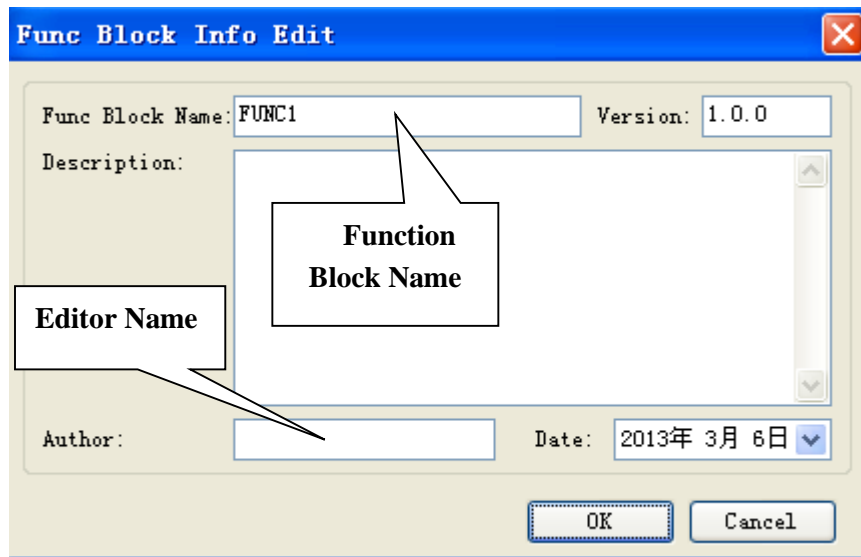 Func Block Info Edit
Func Block Name: FUNC1 Version: 1.0.0
Description:
Function
Block Name
Editor Name
Author: Date: 2013年 3月 6日
OK Cancel